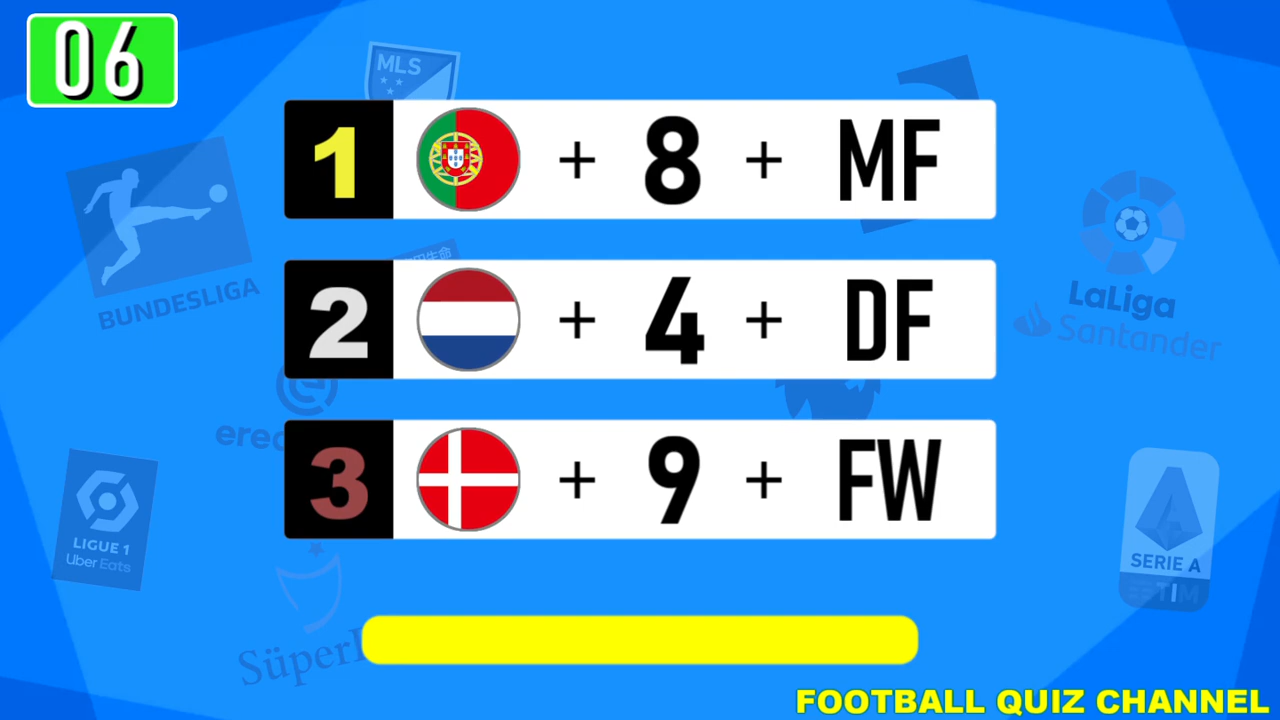 06
MLS
1 + 8 + MF
BUNDESLIGA
2 + 4 + DF
LaLiga
Santander
3 + 9 + FW
LIGUE 1
Uber Eats
SERIE A
TIM
FOOTBALL QUIZ CHANNEL